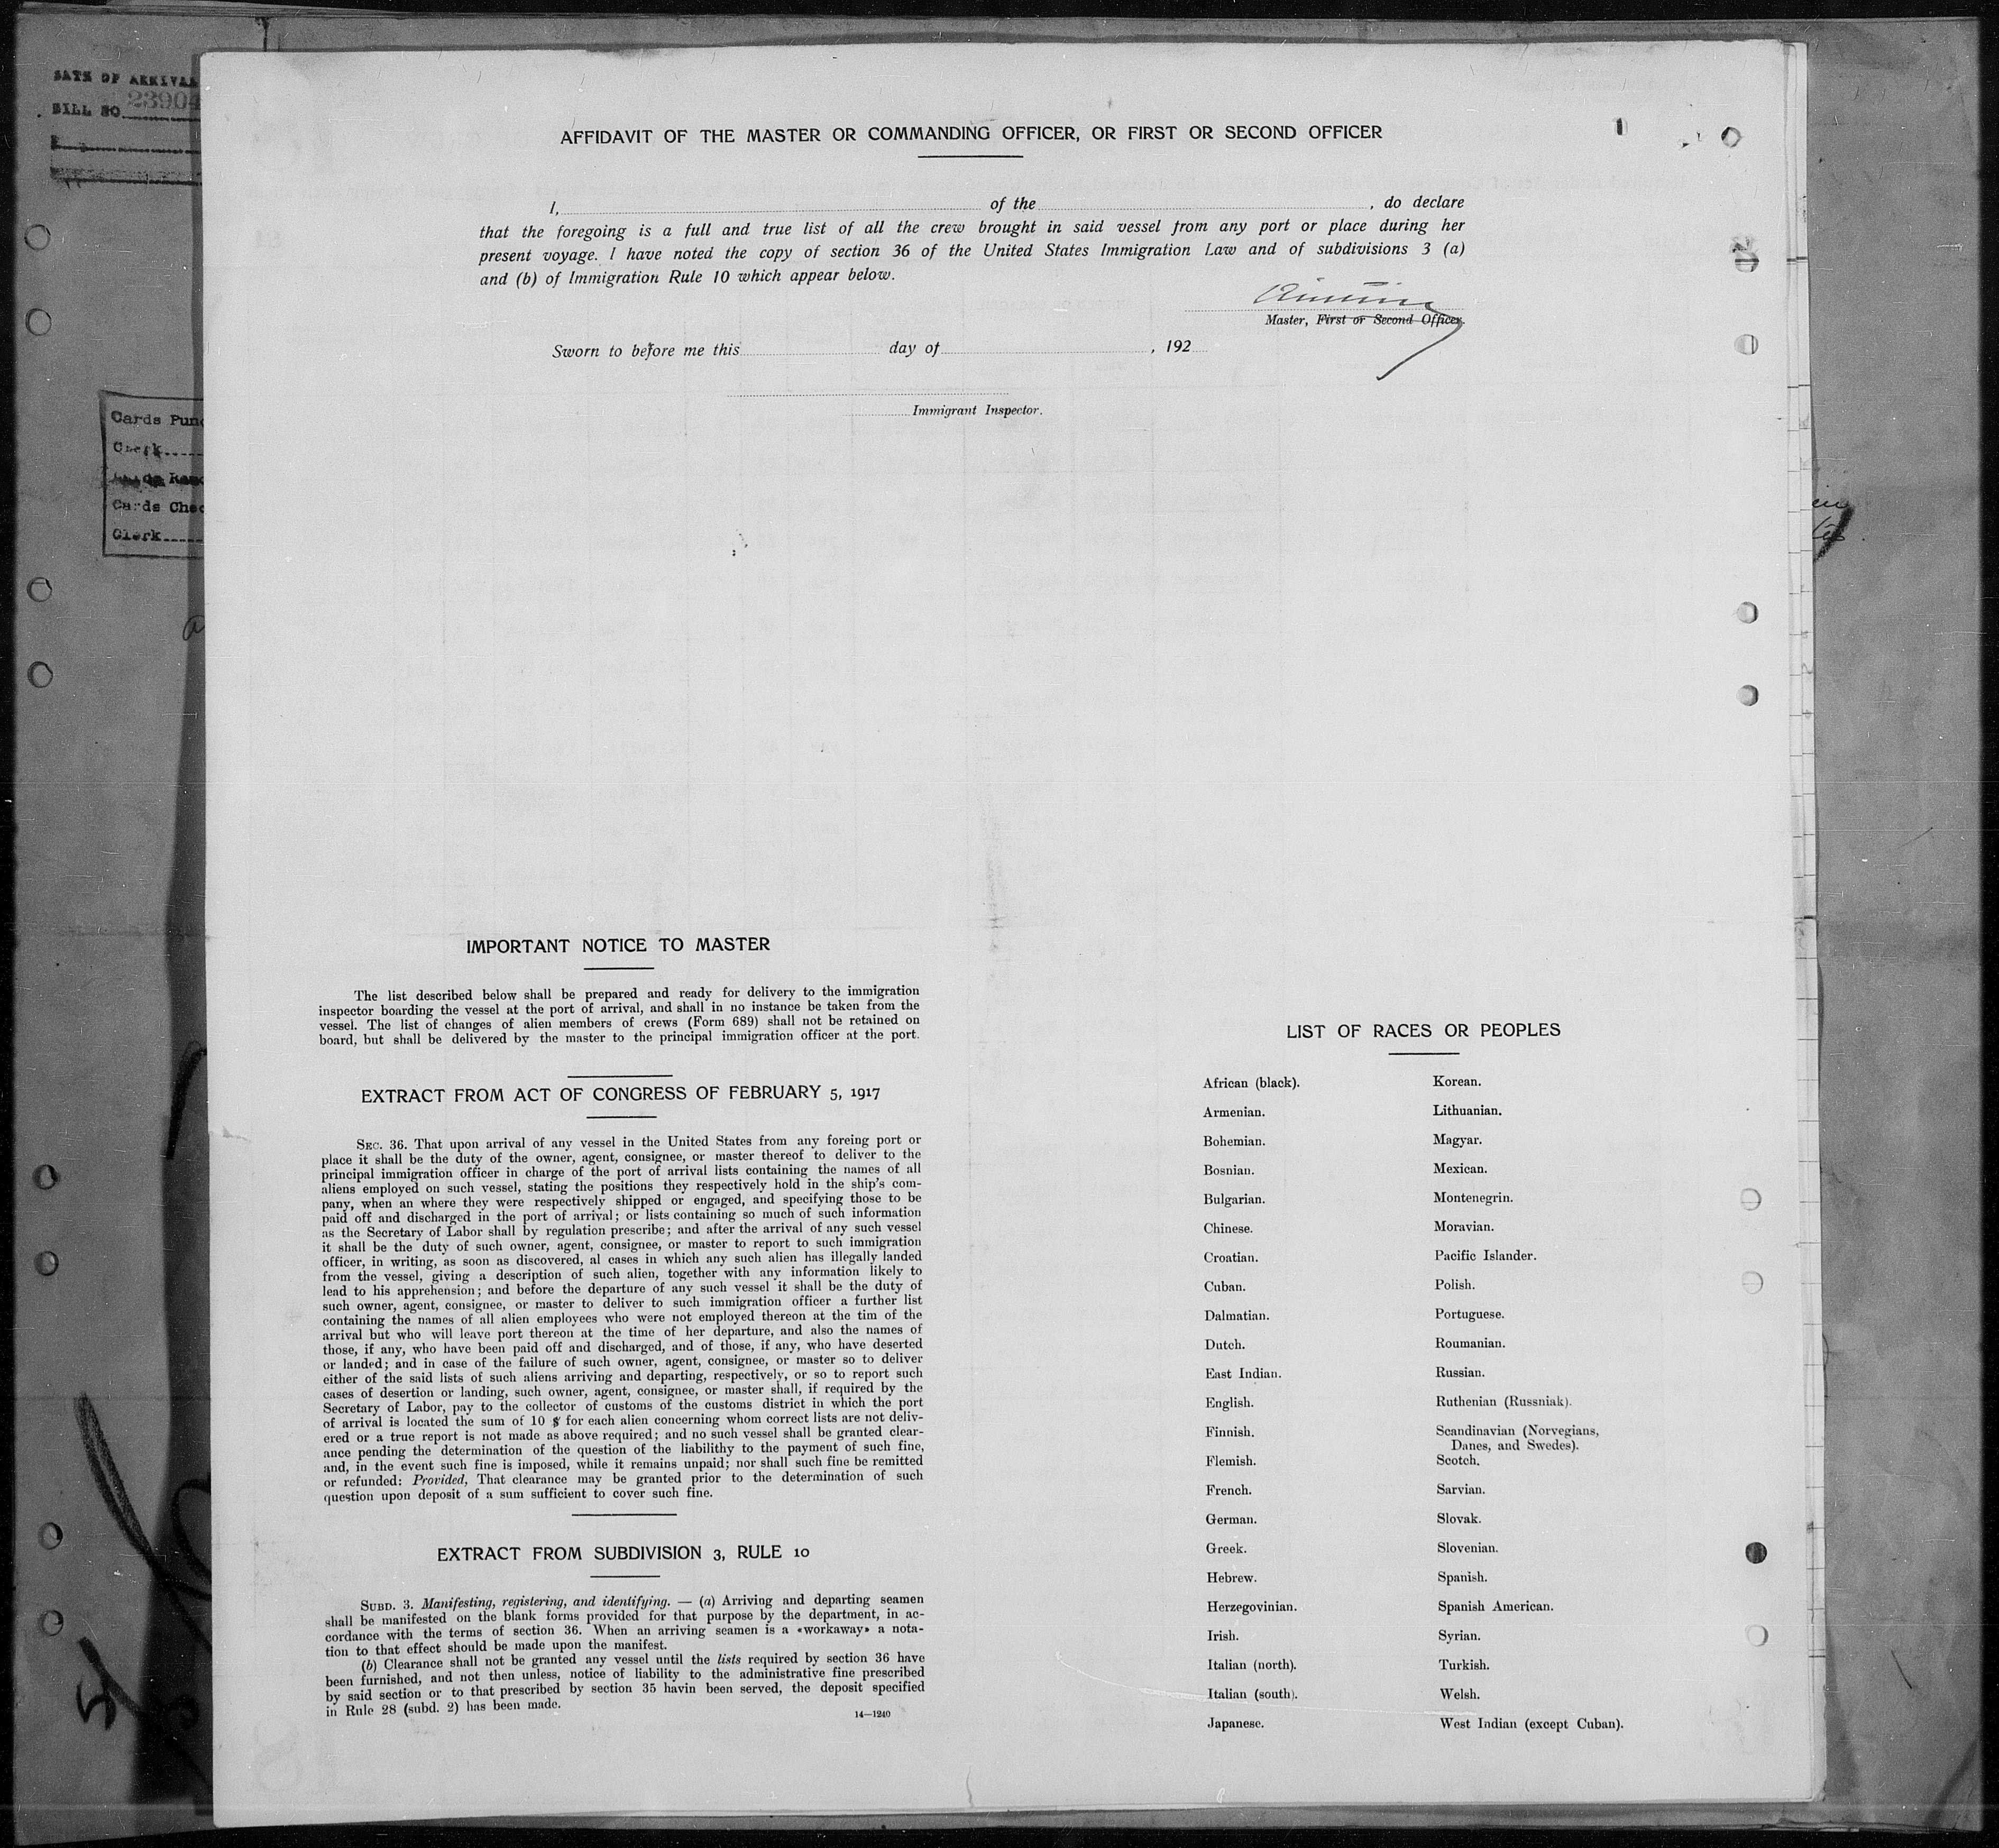 DATE OF ARRIVAL
BILL NO. 23904
Cards Pun
Clerk
Cards Chec
Clerk
AFFIDAVIT OF THE MASTER OR COMMANDING OFFICER, OR FIRST OR SECOND OFFICER
I, of the , do declare
that the foregoing is a full and true list of all the crew brought in said vessel from any port or place during her
present voyage. I have noted the copy of section 36 of the United States Immigration Law and of subdivisions 3 (a)
and (b) of Immigration Rule 10 which appear below.
Master, First or Second Officer.
Sworn to before me this day of , 192
Immigrant Inspector.
IMPORTANT NOTICE TO MASTER
The list described below shall be prepared and ready for delivery to the immigration
inspector boarding the vessel at the port of arrival, and shall in no instance be taken from the
vessel. The list of changes of alien members of crews (Form 689) shall not be retained on
board, but shall be delivered by the master to the principal immigration officer at the port.
EXTRACT FROM ACT OF CONGRESS OF FEBRUARY 5, 1917
SEC. 36. That upon arrival of any vessel in the United States from any foreing port or
place it shall be the duty of the owner, agent, consignee, or master thereof to deliver to the
principal immigration officer in charge of the port of arrival lists containing the names of all
aliens employed on such vessel, stating the positions they respectively hold in the ship's com-
pany, when an where they were respectively shipped or engaged, and specifying those to be
paid off and discharged in the port of arrival; or lists containing so much of such information
as the Secretary of Labor shall by regulation prescribe; and after the arrival of any such vessel
it shall be the duty of such owner, agent, consignee, or master to report to such immigration
officer, in writing, as soon as discovered, al cases in which any such alien has illegally landed
from the vessel, giving a description of such alien, together with any information likely to
lead to his apprehension; and before the departure of any such vessel it shall be the duty of
such owner, agent, consignee, or master to deliver to such immigration officer a further list
containing the names of all alien employees who were not employed thereon at the tim of the
arrival but who will leave port thereon at the time of her departure, and also the names of
those, if any, who have been paid off and discharged, and of those, if any, who have deserted
or landed; and in case of the failure of such owner, agent, consignee, or master so to deliver
either of the said lists of such aliens arriving and departing, respectively, or so to report such
cases of desertion or landing, such owner, agent, consignee, or master shall, if required by the
Secretary of Labor, pay to the collector of customs of the customs district in which the port
of arrival is located the sum of 10 $ for each alien concerning whom correct lists are not deliv-
ered or a true report is not made as above required; and no such vessel shall be granted clear-
ance pending the determination of the question of the liabilithy to the payment of such fine,
and, in the event such fine is imposed, while it remains unpaid; nor shall such fine be remitted
or refunded: Provided, That clearance may be granted prior to the determination of such
question upon deposit of a sum sufficient to cover such fine.
EXTRACT FROM SUBDIVISION 3, RULE 10
SUBD. 3. Manifesting, registering, and identifying. — (a) Arriving and departing seamen
shall be manifested on the blank forms provided for that purpose by the department, in ac-
cordance with the terms of section 36. When an arriving seamen is a «workaway» a nota-
tion to that effect should be made upon the manifest.
(b) Clearance shall not be granted any vessel until the lists required by section 36 have
been furnished, and not then unless, notice of liability to the administrative fine prescribed
by said section or to that prescribed by section 35 havin been served, the deposit specified
in Rule 28 (subd. 2) has been made.
14—1240
LIST OF RACES OR PEOPLES
African (black).
Armenian.
Bohemian.
Bosnian.
Bulgarian.
Chinese.
Croatian.
Cuban.
Dalmatian.
Dutch.
East Indian.
English.
Finnish.
Flemish.
French.
German.
Greek.
Hebrew.
Herzegovinian.
Irish.
Italian (north).
Italian (south).
Japanese.
Korean.
Lithuanian.
Magyar.
Mexican.
Montenegrin.
Moravian.
Pacific Islander.
Polish.
Portuguese.
Roumanian.
Russian.
Ruthenian (Russniak).
Scandinavian (Norvegians,
Danes, and Swedes).
Scotch.
Sarvian.
Slovak.
Slovenian.
Spanish.
Spanish American.
Syrian.
Turkish.
Welsh.
West Indian (except Cuban).